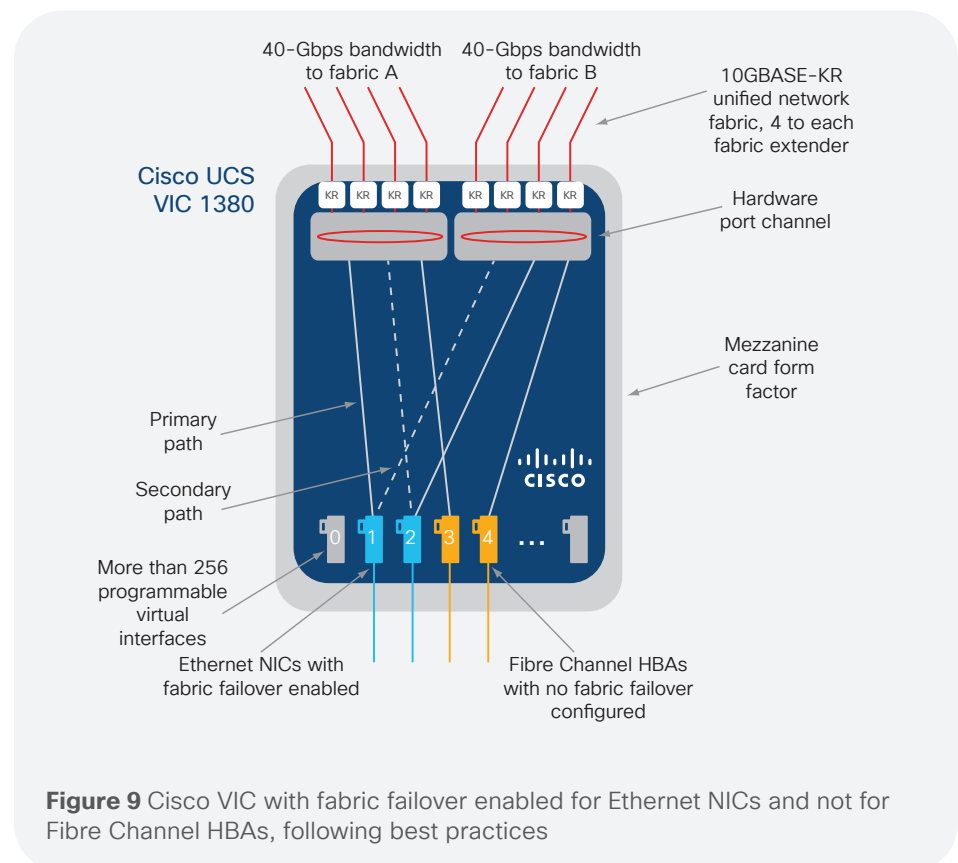 40-Gbps bandwidth
to fabric A
40-Gbps bandwidth
to fabric B
10GBASE-KR
unified network
fabric, 4 to each
fabric extender
Cisco UCS
VIC 1380
KR KR KR KR KR KR KR KR
Hardware
port channel
Mezzanine
card form
factor
Primary
path
CISCO
Secondary
path
0 1 2 3 4 ...
More than 256
programmable
virtual
interfaces
Ethernet NICs with
fabric failover enabled
Fibre Channel HBAs
with no fabric failover
configured
Figure 9 Cisco VIC with fabric failover enabled for Ethernet NICs and not for
Fibre Channel HBAs, following best practices